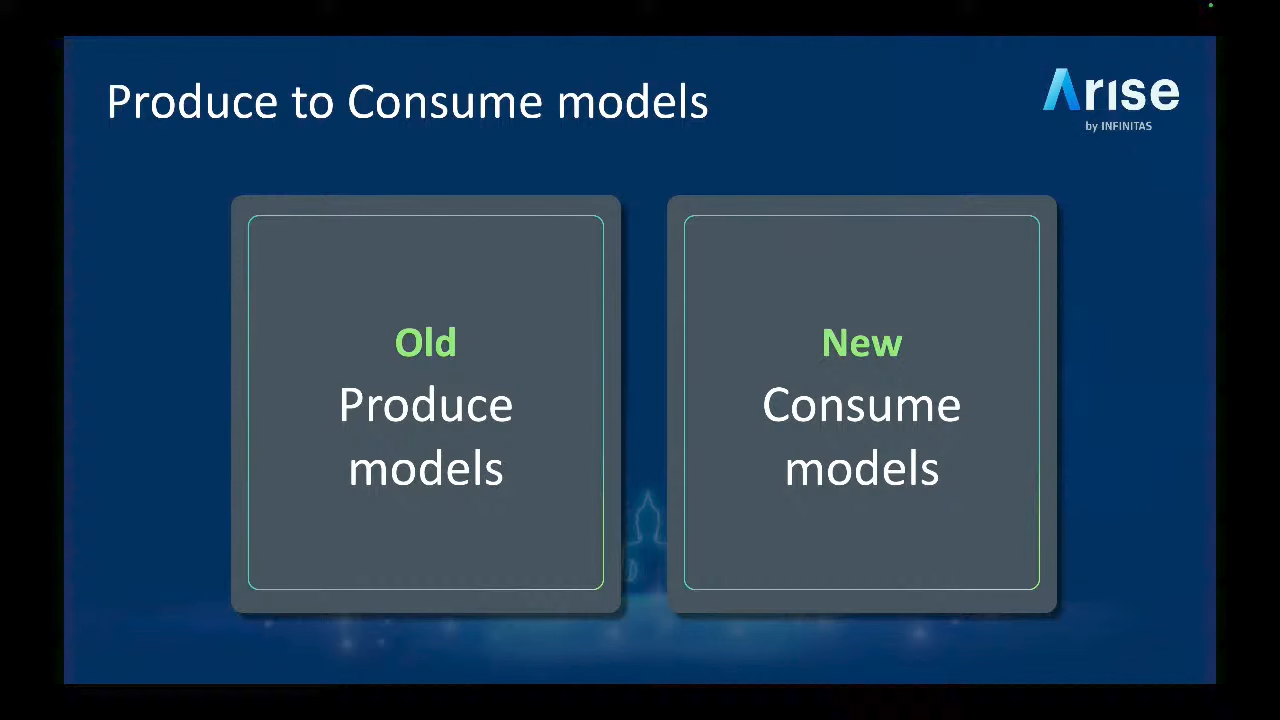 Produce to Consume models
Arise
by INFINITAS
Old
Produce
models
New
Consume
models